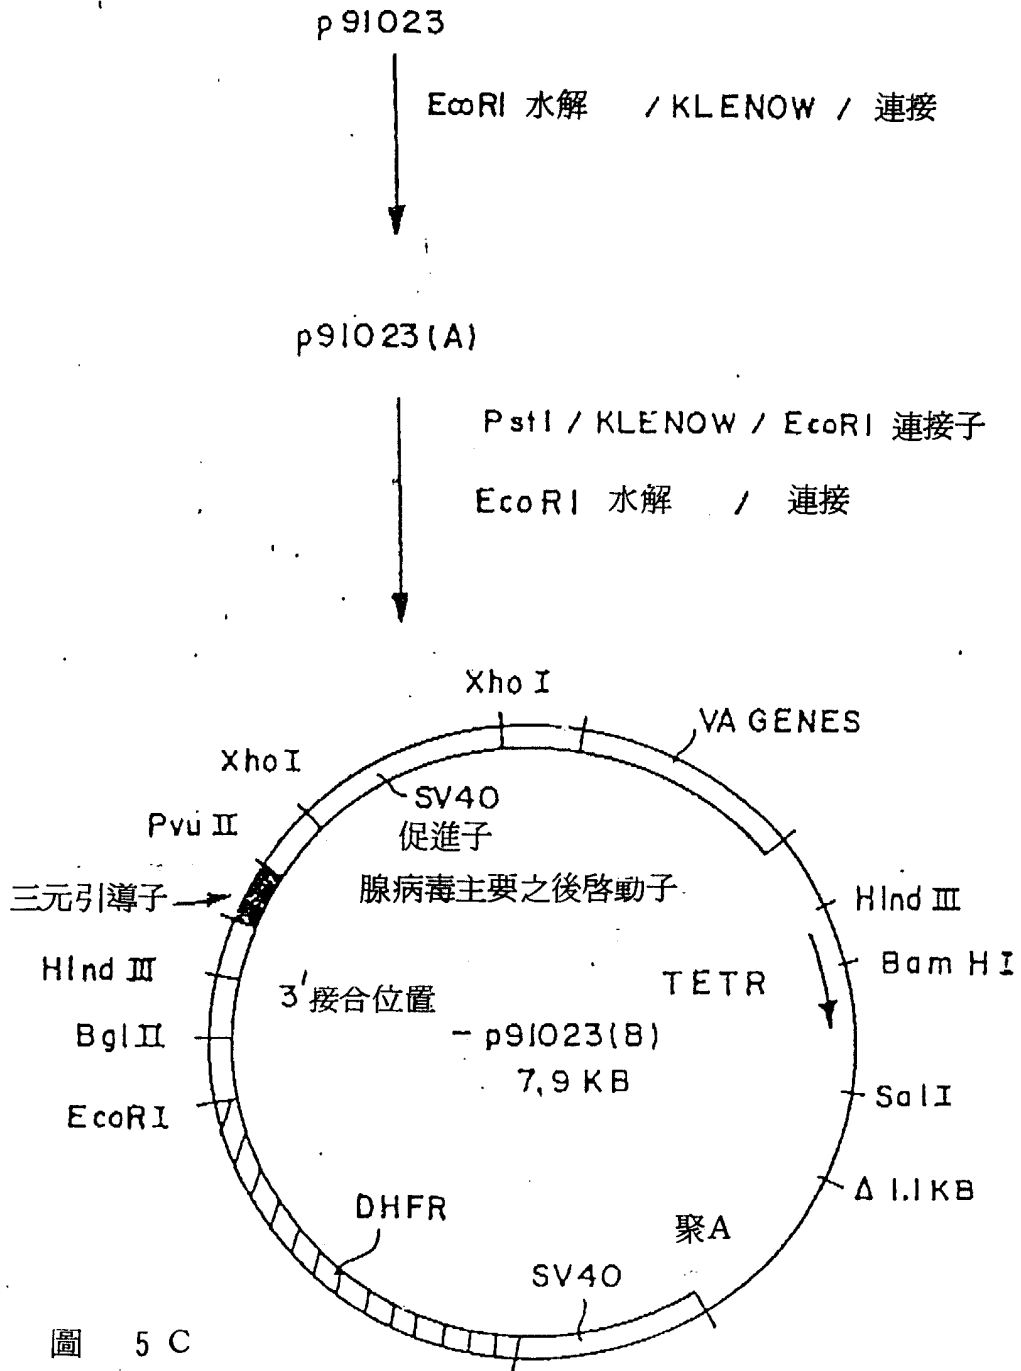 p91023
EcoRI 水解 / KLENOW / 連接
p91023(A)
PstI / KLENOW / EcoRI 連接子
EcoRI 水解 / 連接
Xho I
VA GENES
Xho I
SV40
促進子
Pvu II
腺病毒主要之後啓動子
三元引導子
Hind III
Hind III
Bam HI
TETR
3'接合位置
Bgl II
p91023(B)
7,9 KB
EcoRI
Sal I
Δ 1.1 KB
DHFR
聚A
SV40
圖 5 C